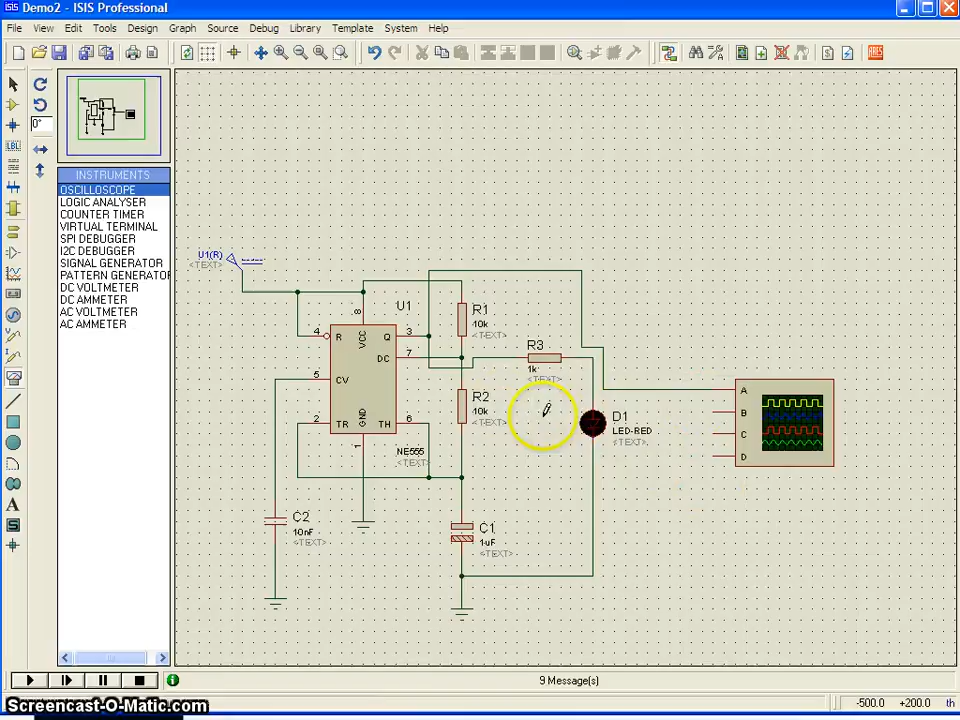 Demo2 - ISIS Professional
File View Edit Tools Design Graph Source Debug Library Template System Help
ARES
0°
LBL
A
S
INSTRUMENTS
OSCILLOSCOPE
LOGIC ANALYSER
COUNTER TIMER
VIRTUAL TERMINAL
SPI DEBUGGER
I2C DEBUGGER
SIGNAL GENERATOR
PATTERN GENERATOR
DC VOLTMETER
DC AMMETER
AC VOLTMETER
AC AMMETER
U1(R)
<TEXT>
U1
8
VCC
4 R Q 3
DC 7
5 CV
2 TR TH 6
GND
1
NE555
<TEXT>
R1
10k
<TEXT>
R2
10k
<TEXT>
R3
1k
<TEXT>
D1
LED-RED
<TEXT>
A
B
C
D
C2
10nF
<TEXT>
C1
1uF
<TEXT>
9 Message(s)
-500.0 +200.0 th
Screencast-O-Matic.com